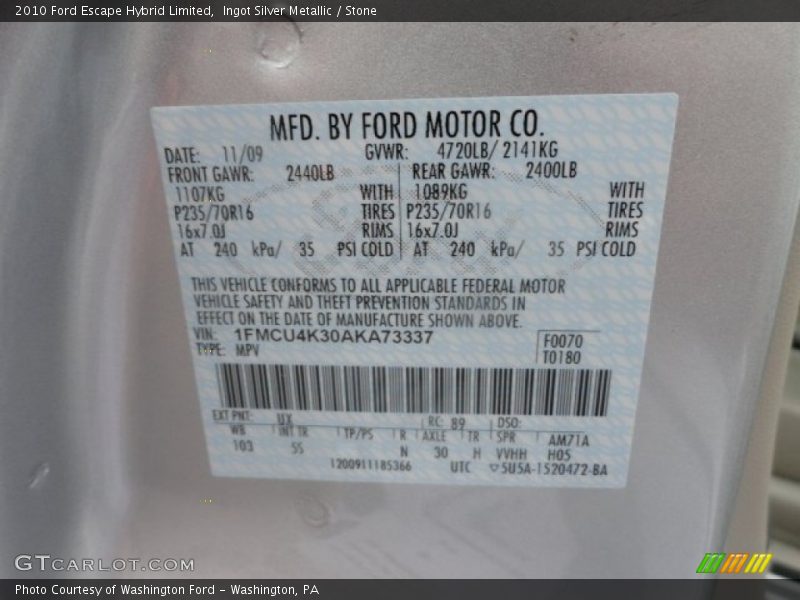 2010 Ford Escape Hybrid Limited,  Ingot Silver Metallic / Stone
MFD. BY FORD MOTOR CO.
DATE: 11/09 GVWR: 4720LB/ 2141KG
FRONT GAWR: 2440LB REAR GAWR: 2400LB
1107KG WITH 1089KG WITH
P235/70R16 TIRES P235/70R16 TIRES
16x7.0J RIMS 16x7.0J RIMS
AT 240 kPa/ 35 PSI COLD AT 240 kPa/ 35 PSI COLD
THIS VEHICLE CONFORMS TO ALL APPLICABLE FEDERAL MOTOR
VEHICLE SAFETY AND THEFT PREVENTION STANDARDS IN
EFFECT ON THE DATE OF MANUFACTURE SHOWN ABOVE.
VIN: 1FMCU4K30AKA73337 F0070
TYPE: MPV T0180
EXT PNT: UX RC: 89 DSO:
WB INT TR TP/PS R AXLE TR SPR AM71A
103 5S N 30 H VVHH H05
1200911185366 UTC ▽5U5A-1520472-BA
GTCARLOT.COM
Photo Courtesy of Washington Ford - Washington, PA